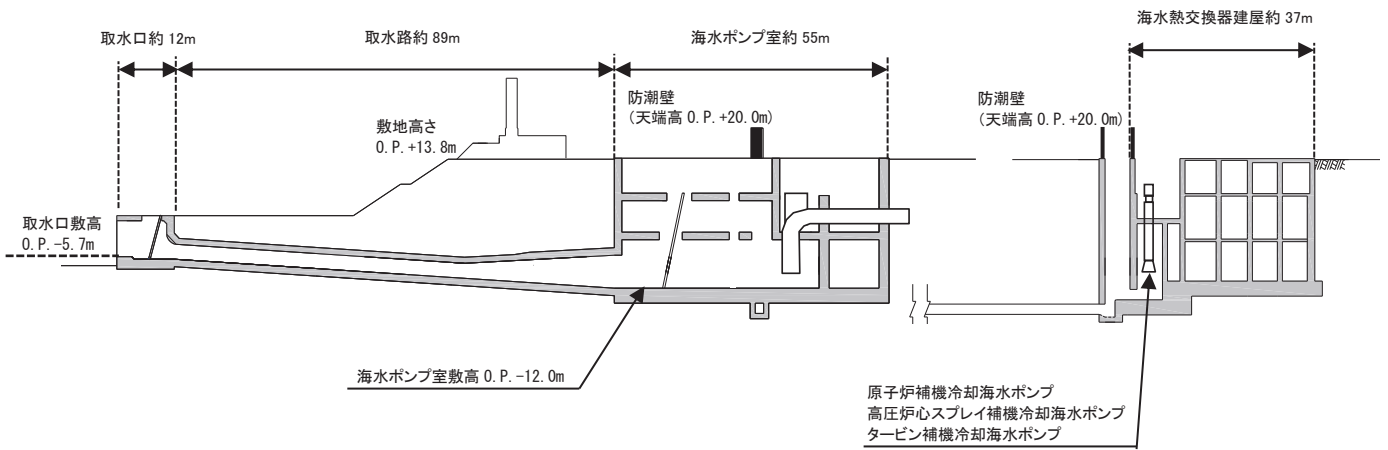 取水口約 12m
取水路約 89m
海水ポンプ室約 55m
海水熱交換器建屋約 37m
防潮壁
(天端高 O.P.+20.0m)
防潮壁
(天端高 O.P.+20.0m)
敷地高さ
O.P.+13.8m
取水口敷高
O.P.-5.7m
海水ポンプ室敷高 O.P.-12.0m
原子炉補機冷却海水ポンプ
高圧炉心スプレイ補機冷却海水ポンプ
タービン補機冷却海水ポンプ